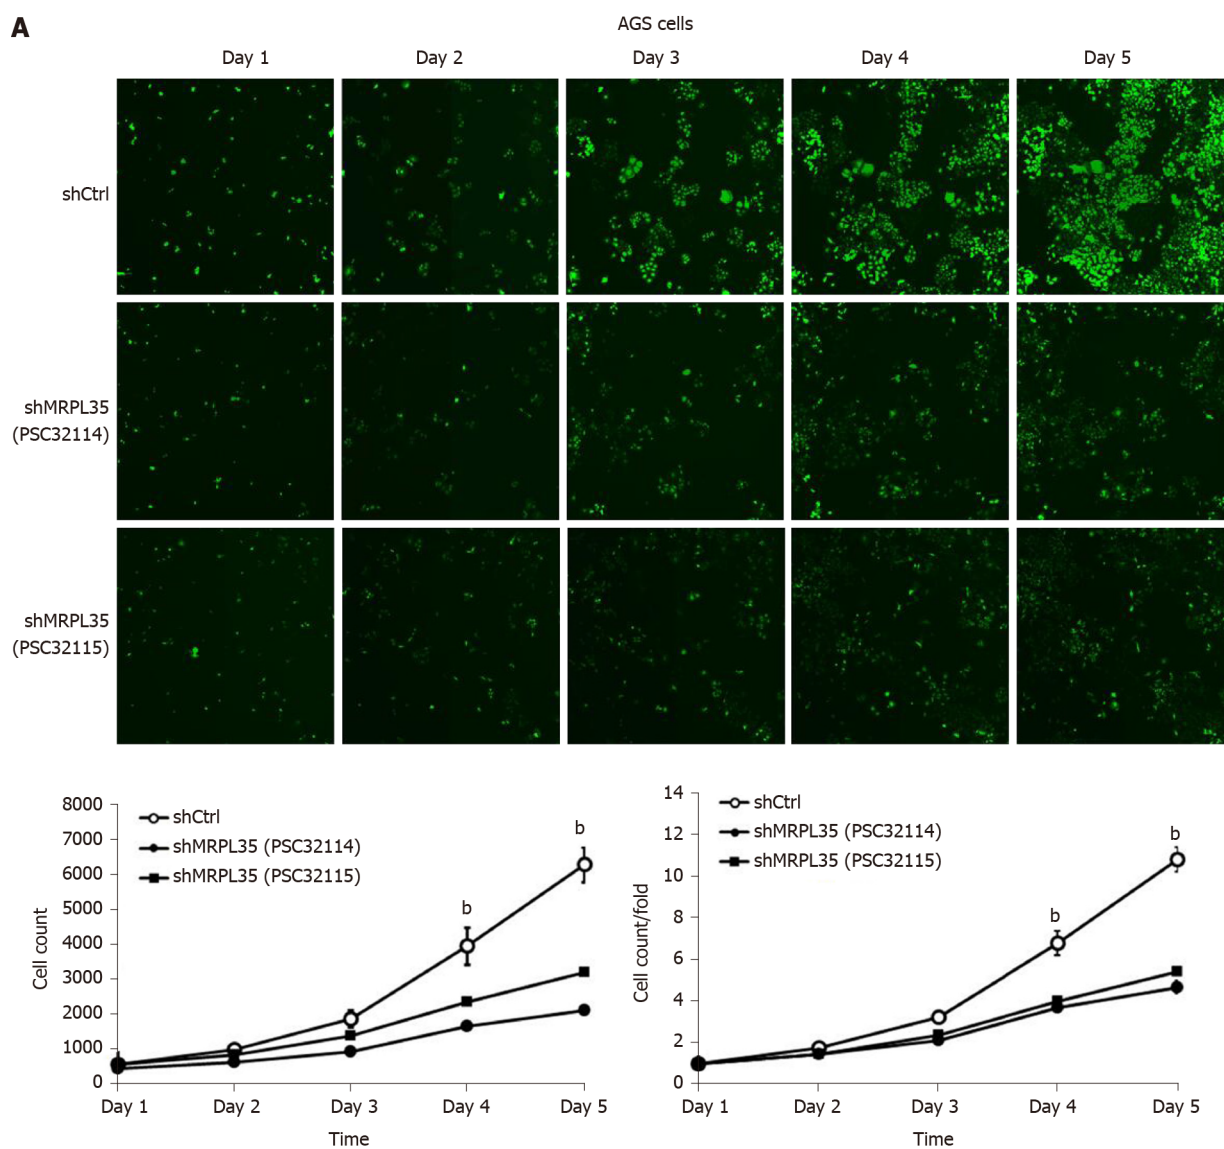 A
AGS cells
Day 1 Day 2 Day 3 Day 4 Day 5
shCtrl
shMRPL35
(PSC32114)
shMRPL35
(PSC32115)
8000
7000
6000
5000
4000
3000
2000
1000
0
Cell count
shCtrl
shMRPL35 (PSC32114)
shMRPL35 (PSC32115)
b
b
Day 1 Day 2 Day 3 Day 4 Day 5
Time
14
12
10
8
6
4
2
0
Cell count/fold
shCtrl
shMRPL35 (PSC32114)
shMRPL35 (PSC32115)
b
b
Day 1 Day 2 Day 3 Day 4 Day 5
Time